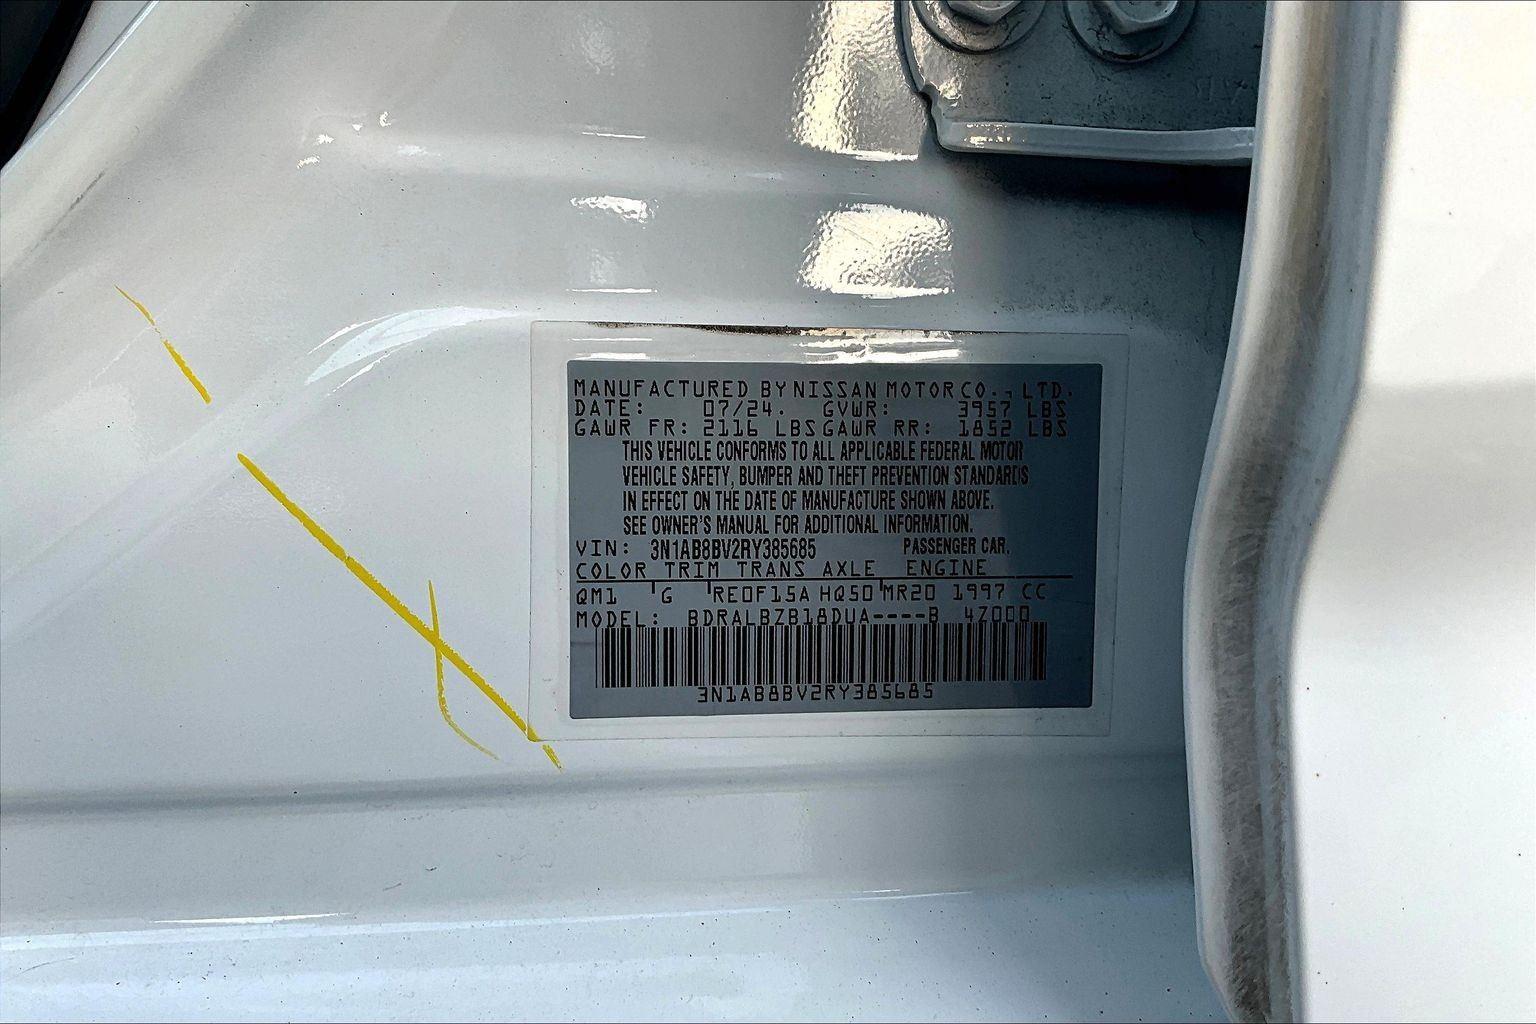 MANUFACTURED BY NISSAN MOTOR CO., LTD.
DATE: 07/24. GVWR: 3957 LBS
GAWR FR: 2116 LBS GAWR RR: 1852 LBS
THIS VEHICLE CONFORMS TO ALL APPLICABLE FEDERAL MOTOR
VEHICLE SAFETY, BUMPER AND THEFT PREVENTION STANDARDS
IN EFFECT ON THE DATE OF MANUFACTURE SHOWN ABOVE.
SEE OWNER'S MANUAL FOR ADDITIONAL INFORMATION.
VIN: 3N1AB8BV2RY385685 PASSENGER CAR.
COLOR TRIM TRANS AXLE ENGINE
QM1 G RE0F15A HQ50 MR20 1997 CC
MODEL: BDRALBZB18DUA----B 4Z000
3N1AB8BV2RY385685